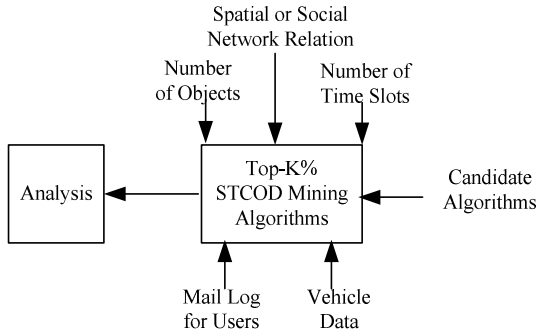 Spatial or Social
Network Relation
Number
of Objects
Number of
Time Slots
Analysis
Top-K%
STCOD Mining
Algorithms
Candidate
Algorithms
Mail Log
for Users
Vehicle
Data